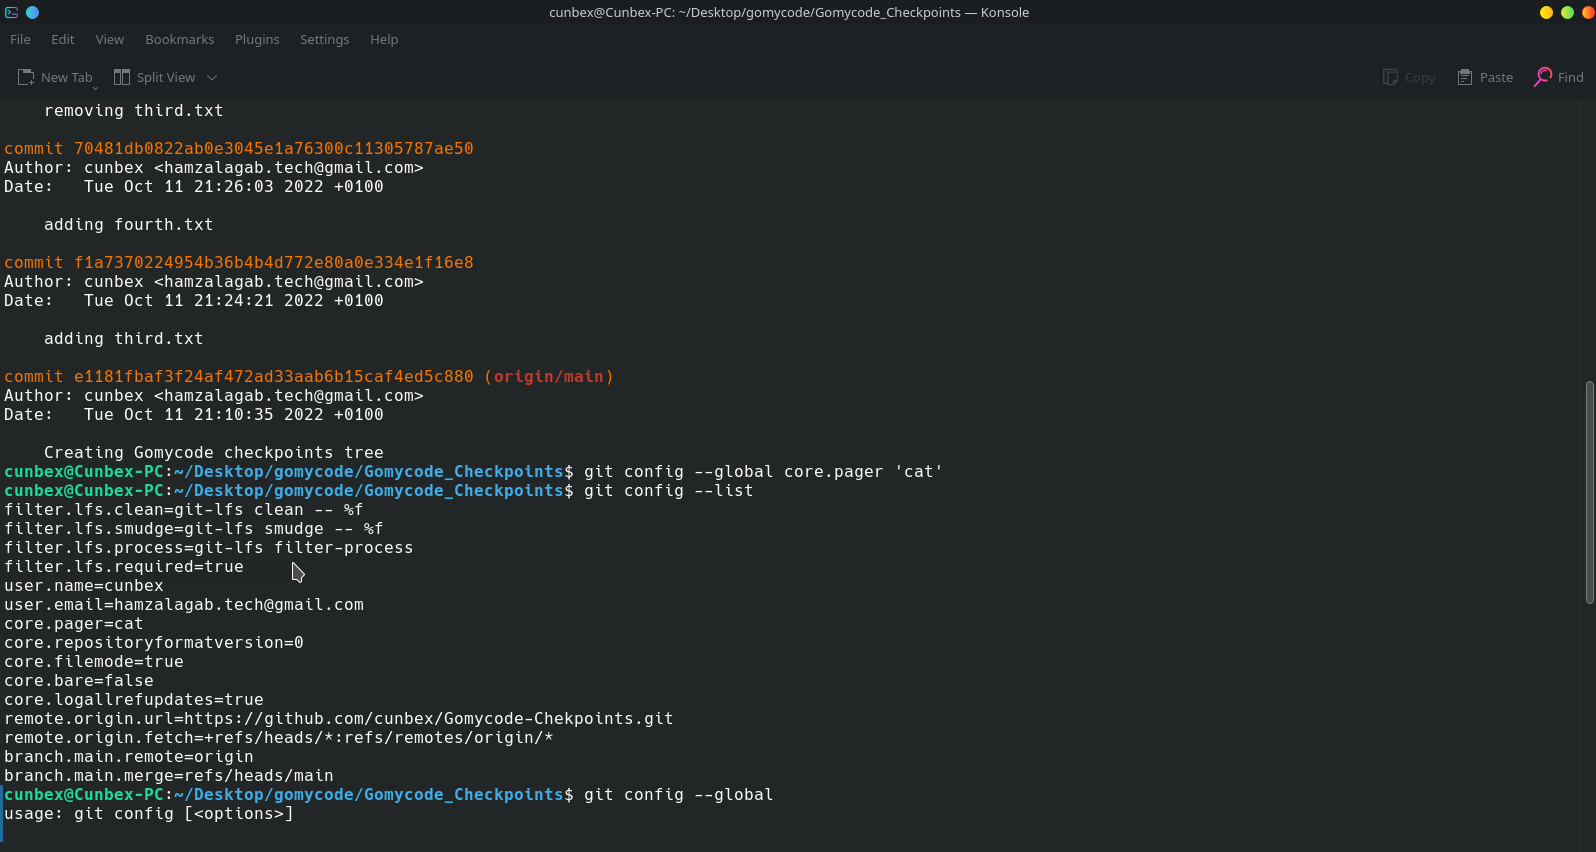 cunbex@Cunbex-PC: ~/Desktop/gomycode/Gomycode_Checkpoints — Konsole
File Edit View Bookmarks Plugins Settings Help
New Tab Split View Copy Paste Find
removing third.txt
commit 70481db0822ab0e3045e1a76300c11305787ae50
Author: cunbex <hamzalagab.tech@gmail.com>
Date:   Tue Oct 11 21:26:03 2022 +0100
adding fourth.txt
commit f1a7370224954b36b4b4d772e80a0e334e1f16e8
Author: cunbex <hamzalagab.tech@gmail.com>
Date:   Tue Oct 11 21:24:21 2022 +0100
adding third.txt
commit e1181fbaf3f24af472ad33aab6b15caf4ed5c880 (origin/main)
Author: cunbex <hamzalagab.tech@gmail.com>
Date:   Tue Oct 11 21:10:35 2022 +0100
Creating Gomycode checkpoints tree
cunbex@Cunbex-PC:~/Desktop/gomycode/Gomycode_Checkpoints$ git config --global core.pager 'cat'
cunbex@Cunbex-PC:~/Desktop/gomycode/Gomycode_Checkpoints$ git config --list
filter.lfs.clean=git-lfs clean -- %f
filter.lfs.smudge=git-lfs smudge -- %f
filter.lfs.process=git-lfs filter-process
filter.lfs.required=true
user.name=cunbex
user.email=hamzalagab.tech@gmail.com
core.pager=cat
core.repositoryformatversion=0
core.filemode=true
core.bare=false
core.logallrefupdates=true
remote.origin.url=https://github.com/cunbex/Gomycode-Chekpoints.git
remote.origin.fetch=+refs/heads/*:refs/remotes/origin/*
branch.main.remote=origin
branch.main.merge=refs/heads/main
cunbex@Cunbex-PC:~/Desktop/gomycode/Gomycode_Checkpoints$ git config --global
usage: git config [<options>]